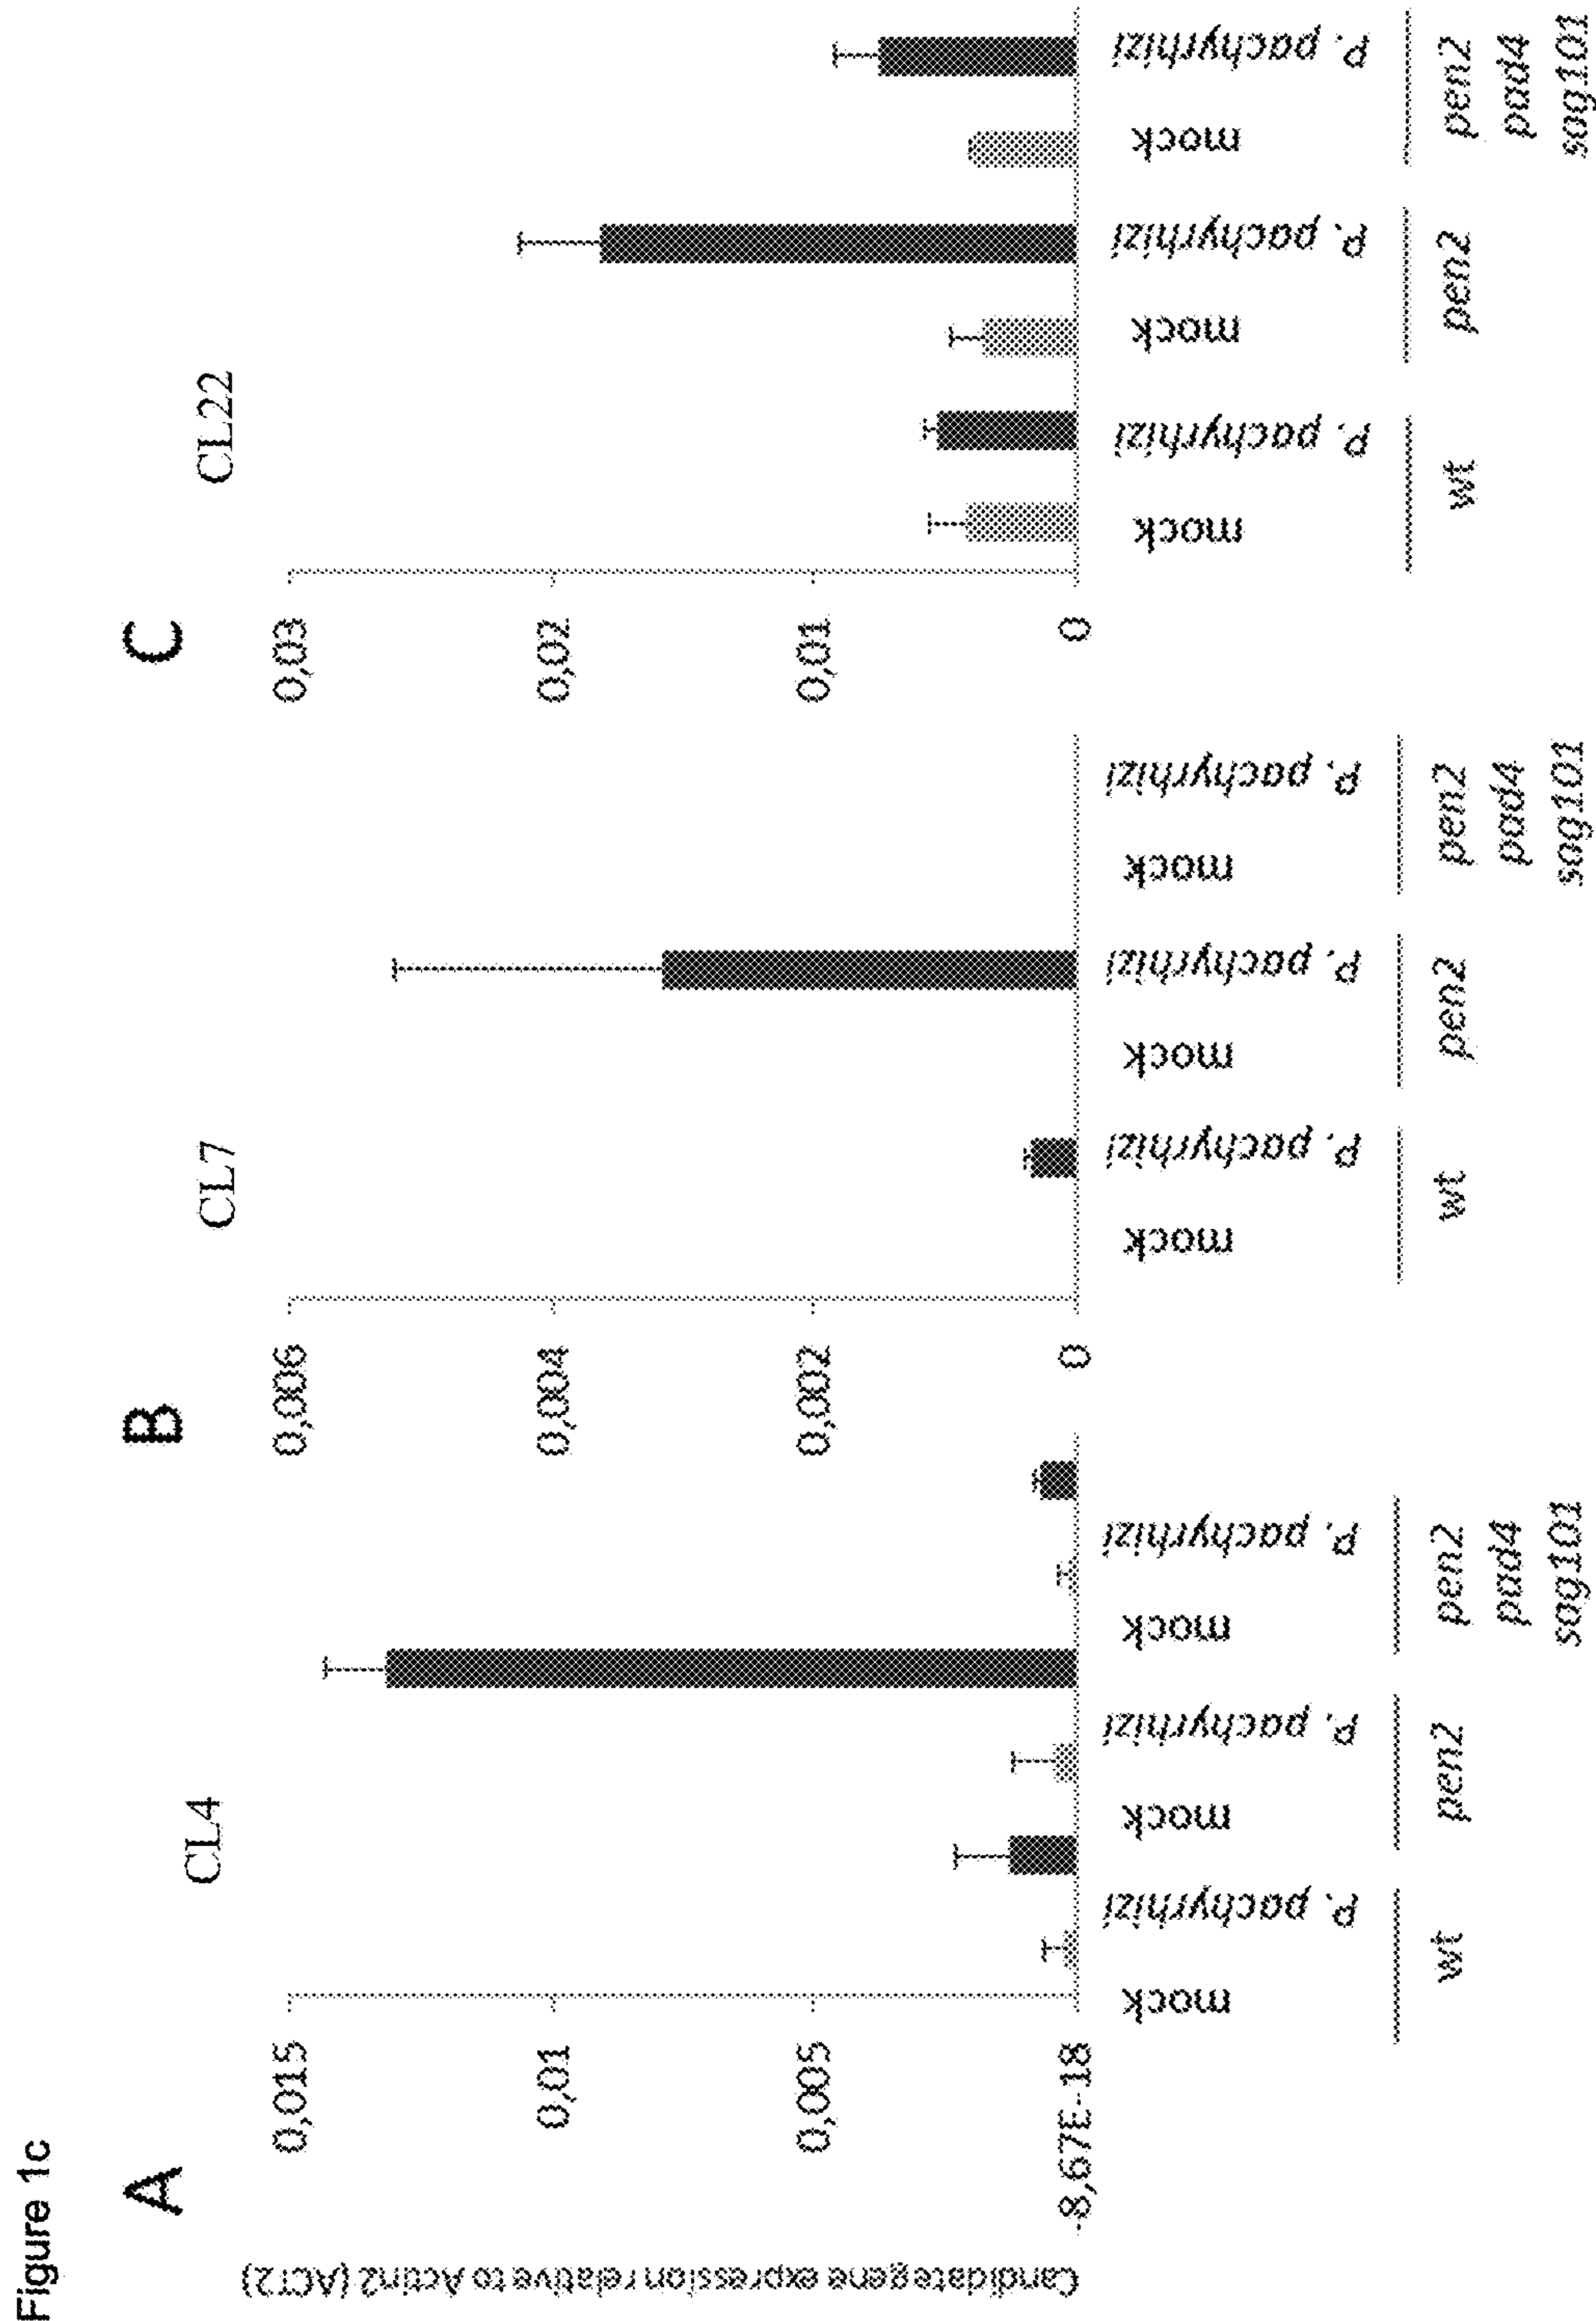 Figure 1c
A
CL4
Candidate gene expression relative to Actin2 (ACT2)
0,015
0,01
0,005
-8,67E-18
mock
P. pachyrhizi
mock
P. pachyrhizi
mock
P. pachyrhizi
wt
pen2
pen2
pad4
sag101
B
CL7
0,006
0,004
0,002
0
mock
P. pachyrhizi
mock
P. pachyrhizi
mock
P. pachyrhizi
wt
pen2
pen2
pad4
sag101
C
CL22
0,03
0,02
0,01
0
mock
P. pachyrhizi
mock
P. pachyrhizi
mock
P. pachyrhizi
wt
pen2
pen2
pad4
sag101